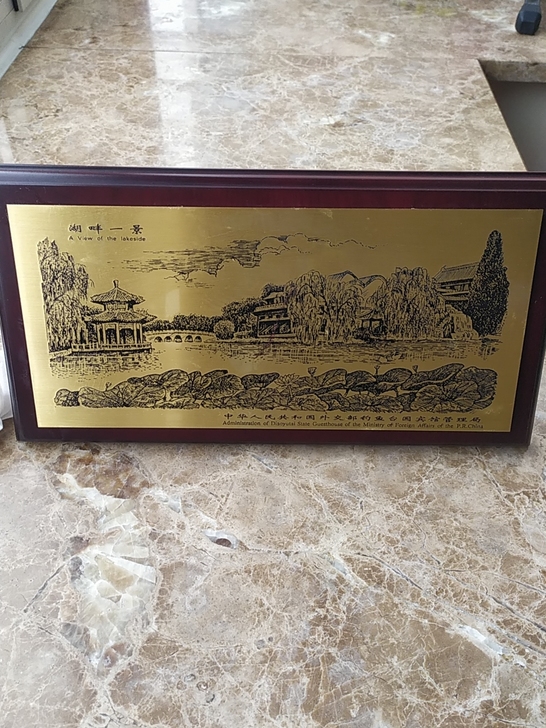 湖畔一景
A View of the lakeside
中华人民共和国外交部钓鱼台国宾馆管理局
Administration of Diaoyutai State Guesthouse of the Ministry of Foreign Affairs of the P.R.China